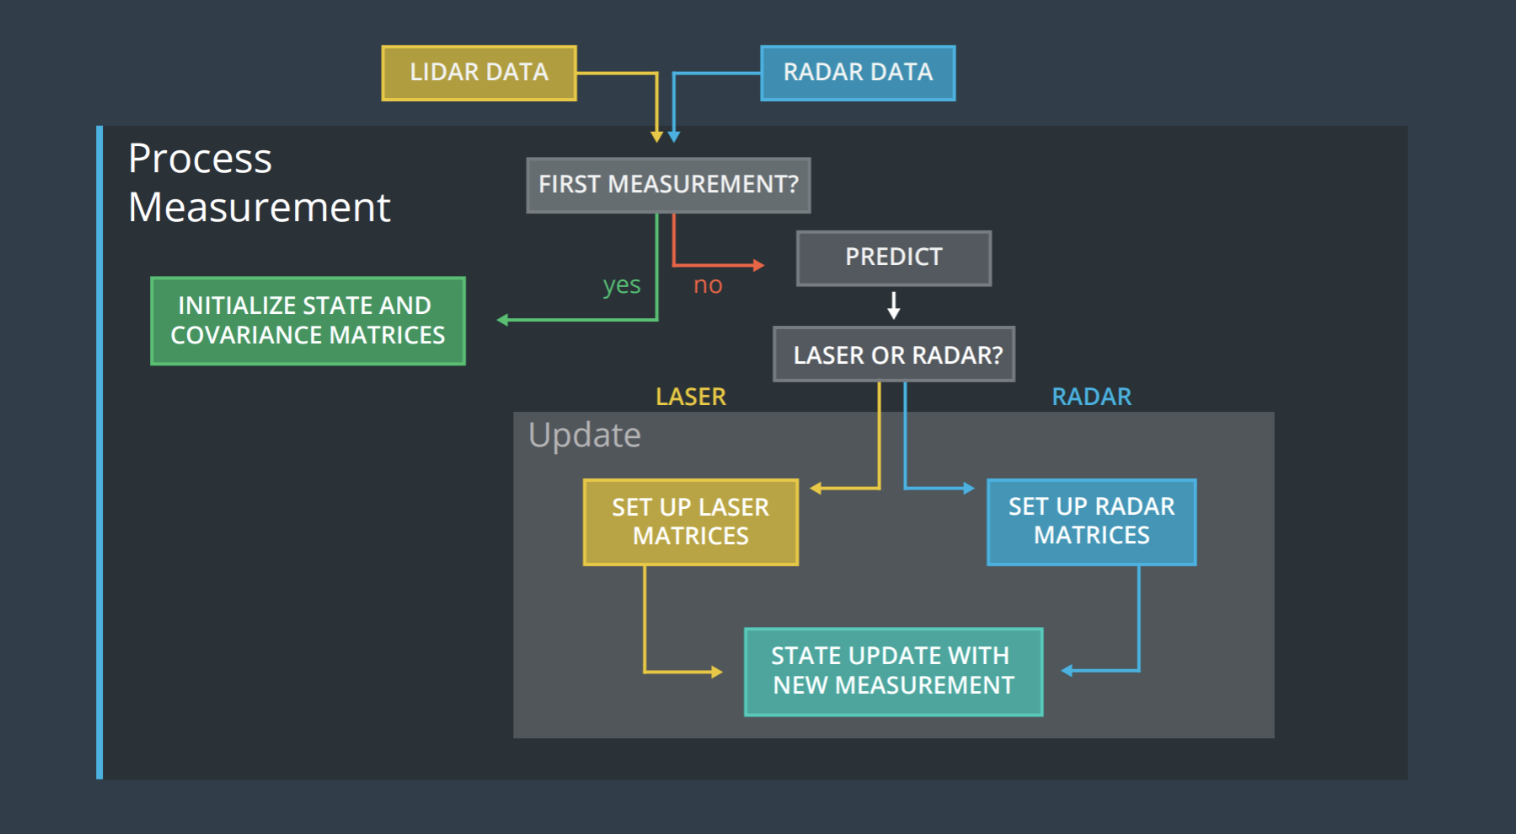 LIDAR DATA
RADAR DATA
Process
Measurement
FIRST MEASUREMENT?
PREDICT
yes
no
INITIALIZE STATE AND
COVARIANCE MATRICES
LASER OR RADAR?
LASER
RADAR
Update
SET UP LASER
MATRICES
SET UP RADAR
MATRICES
STATE UPDATE WITH
NEW MEASUREMENT